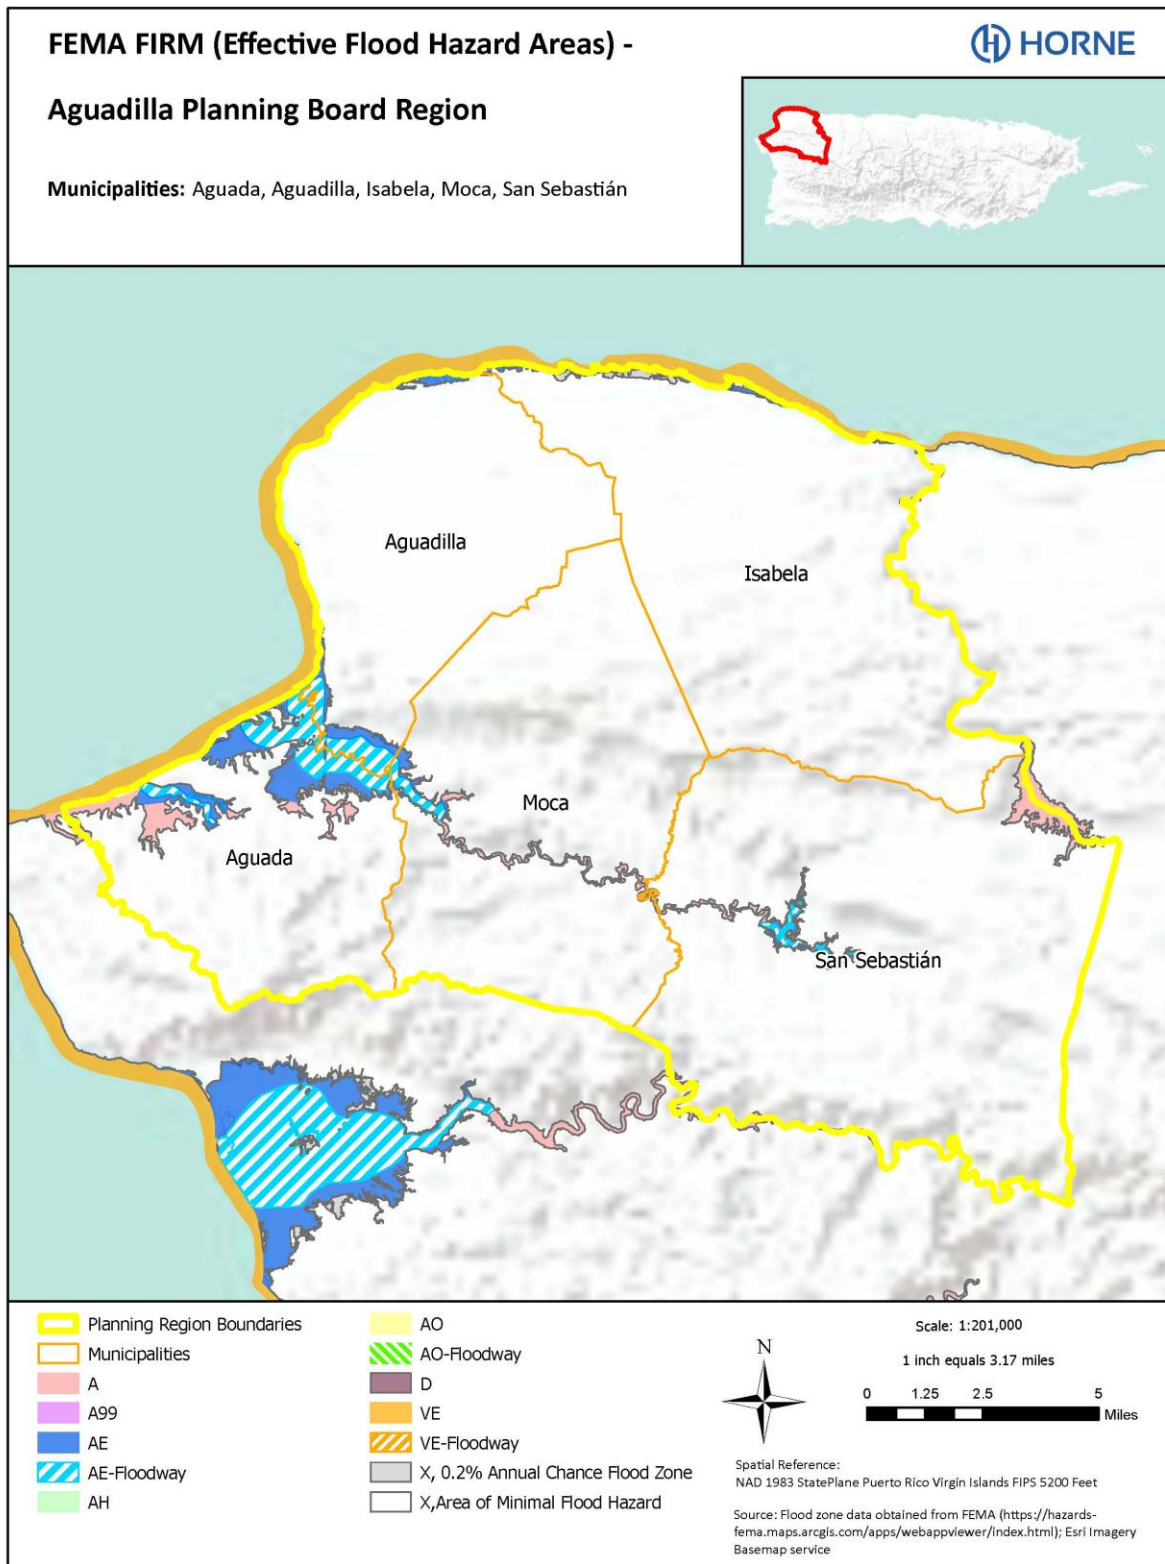 FEMA FIRM (Effective Flood Hazard Areas) -
Aguadilla Planning Board Region
Municipalities: Aguada, Aguadilla, Isabela, Moca, San Sebastián
HORNE
Aguadilla
Isabela
Moca
Aguada
San Sebastián
Planning Region Boundaries
Municipalities
A
A99
AE
AE-Floodway
AH
AO
AO-Floodway
D
VE
VE-Floodway
X, 0.2% Annual Chance Flood Zone
X,Area of Minimal Flood Hazard
N
Scale: 1:201,000
1 inch equals 3.17 miles
0 1.25 2.5 5
Miles
Spatial Reference:
NAD 1983 StatePlane Puerto Rico Virgin Islands FIPS 5200 Feet
Source: Flood zone data obtained from FEMA (https://hazards-
fema.maps.arcgis.com/apps/webappviewer/index.html); Esri Imagery
Basemap service